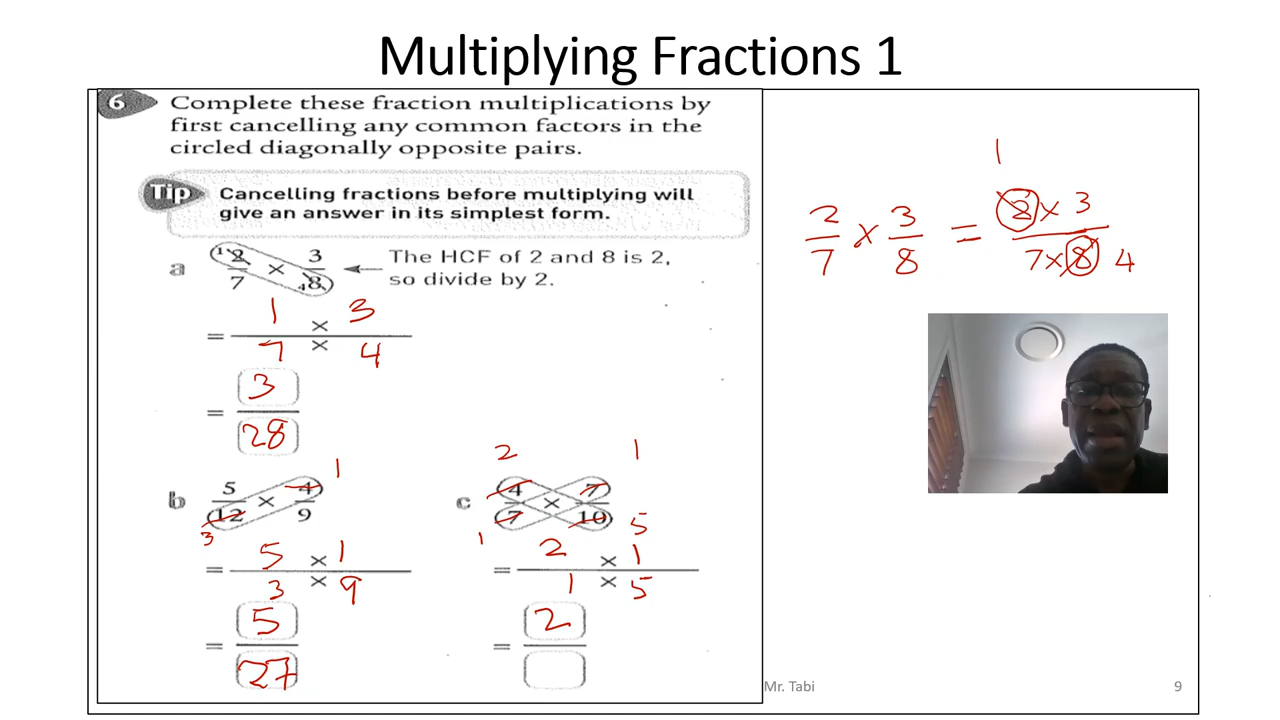 Multiplying Fractions 1
6 Complete these fraction multiplications by
first cancelling any common factors in the
circled diagonally opposite pairs.
Tip Cancelling fractions before multiplying will
give an answer in its simplest form.
a 1 2/7 × 3/8 4 ← The HCF of 2 and 8 is 2,
so divide by 2.
= 1 × 3
7 × 4
= 3
28
b 5/12 × 4/9
1
3
= 5 × 1
3 × 9
= 5
27
c 4/7 × 7/10
2 1
1 5
= 2 × 1
1 × 5
= 2
2/7 × 3/8 = 2 × 3
7 × 8 4
1
Mr. Tabi
9